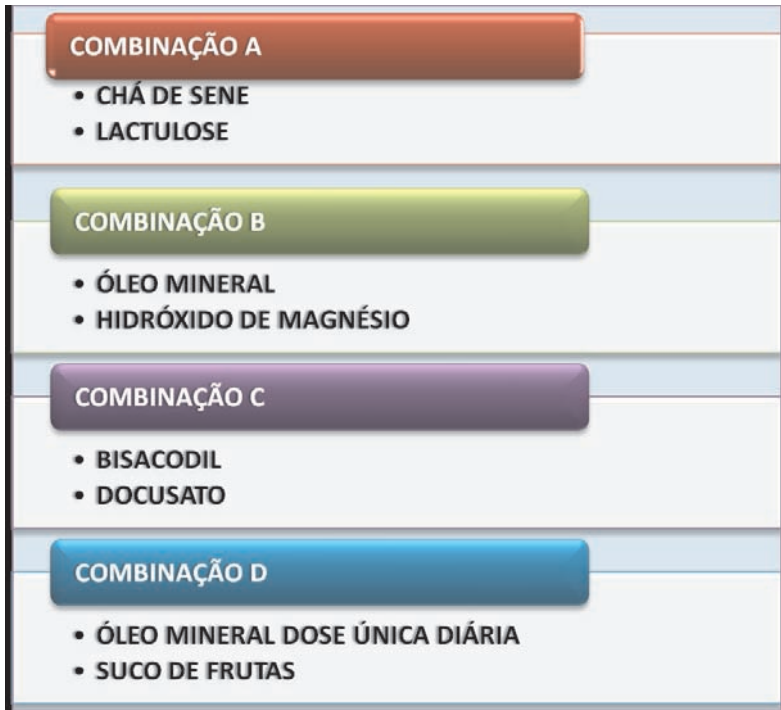 COMBINAÇÃO A
• CHÁ DE SENE
• LACTULOSE
COMBINAÇÃO B
• ÓLEO MINERAL
• HIDRÓXIDO DE MAGNÉSIO
COMBINAÇÃO C
• BISACODIL
• DOCUSATO
COMBINAÇÃO D
• ÓLEO MINERAL DOSE ÚNICA DIÁRIA
• SUCO DE FRUTAS